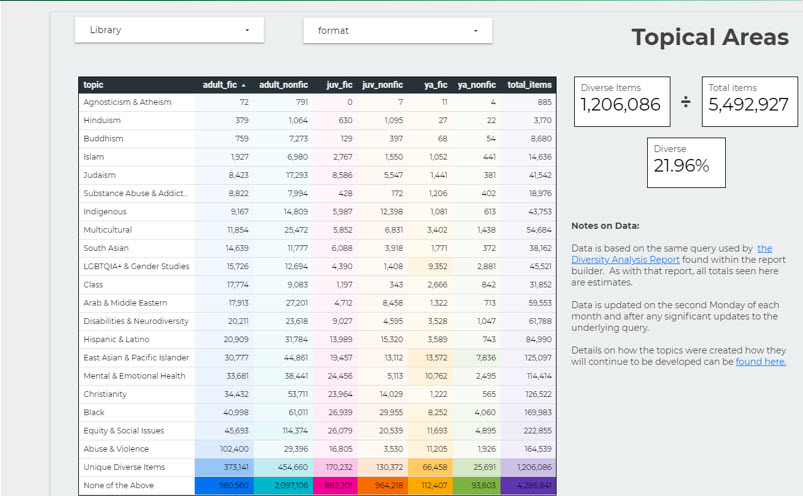 Library
format
Topical Areas
topic adult_fic adult_nonfic juv_fic juv_nonfic ya_fic ya_nonfic total_items
Agnosticism & Atheism 72 791 0 7 11 4 885
Hinduism 379 1,064 630 1,095 27 22 3,170
Buddhism 759 7,273 129 397 68 54 8,680
Islam 1,927 6,980 2,767 1,550 1,052 441 14,636
Judaism 8,423 17,293 8,586 5,547 1,441 381 41,542
Substance Abuse & Addict... 8,822 7,994 428 172 1,206 402 18,976
Indigenous 9,167 14,809 5,987 12,398 1,081 613 43,753
Multicultural 11,854 25,472 5,852 6,831 3,402 1,438 54,684
South Asian 14,639 11,777 6,088 3,918 1,771 372 38,162
LGBTQIA+ & Gender Studies 15,726 12,694 4,390 1,408 9,352 2,881 45,521
Class 17,774 9,083 1,197 343 2,666 842 31,852
Arab & Middle Eastern 17,913 27,201 4,712 8,458 1,322 713 59,553
Disabilities & Neurodiversity 20,211 23,618 9,027 4,595 3,528 1,047 61,788
Hispanic & Latino 20,909 31,784 13,989 15,320 3,589 743 84,990
East Asian & Pacific Islander 30,777 44,861 19,457 13,112 13,572 7,836 125,097
Mental & Emotional Health 33,681 38,441 24,456 5,113 10,762 2,495 114,414
Christianity 34,432 53,711 23,964 14,029 1,222 565 126,522
Black 40,998 61,011 26,939 29,955 8,252 4,060 169,983
Equity & Social Issues 45,693 114,374 26,079 20,539 11,693 4,895 222,855
Abuse & Violence 102,400 29,396 16,805 3,530 11,205 1,926 164,539
Unique Diverse Items 373,141 454,660 170,232 130,372 66,458 25,691 1,206,086
None of the Above 960,560 2,097,106 882,201 964,218 112,407 93,603 4,286,841
Diverse Items
1,206,086
÷
Total items
5,492,927
Diverse
21.96%
Notes on Data:
Data is based on the same query used by the
Diversity Analysis Report found within the report
builder. As with that report, all totals seen here
are estimates.
Data is updated on the second Monday of each
month and after any significant updates to the
underlying query.
Details on how the topics were created how they
will continue to be developed can be found here.